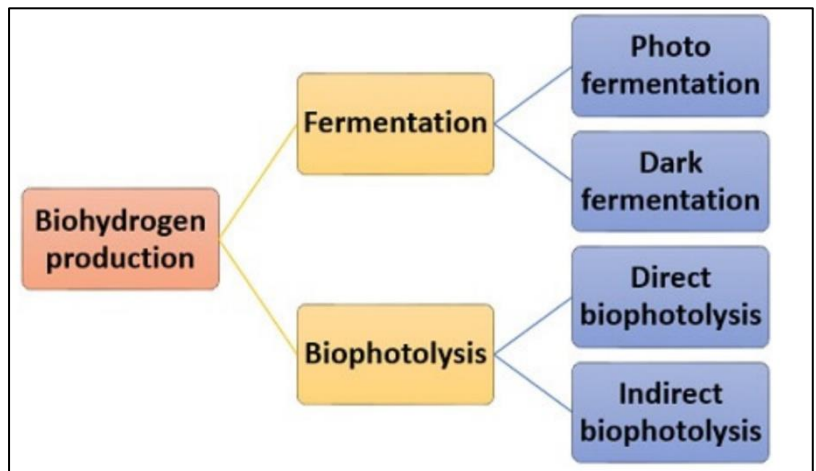 Biohydrogen
production
Fermentation
Photo
fermentation
Dark
fermentation
Biophotolysis
Direct
biophotolysis
Indirect
biophotolysis